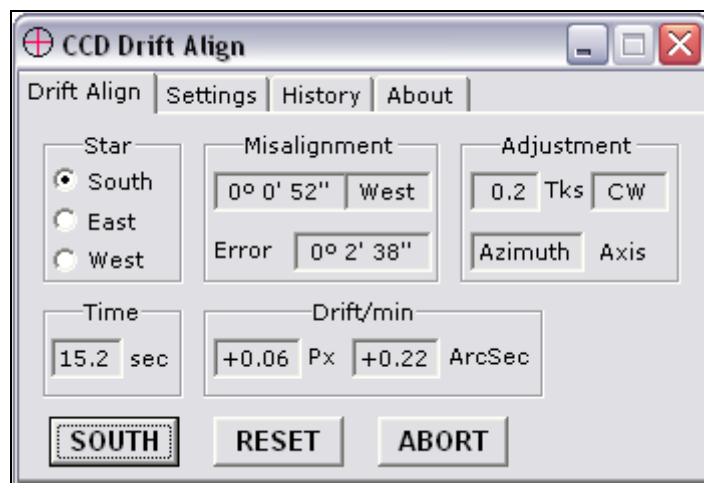 CCD Drift Align
Drift Align Settings History About
Star Misalignment Adjustment
South 0º 0' 52" West 0.2 Tks CW
East
West Error 0º 2' 38" Azimuth Axis
Time Drift/min
15.2 sec +0.06 Px +0.22 ArcSec
SOUTH RESET ABORT